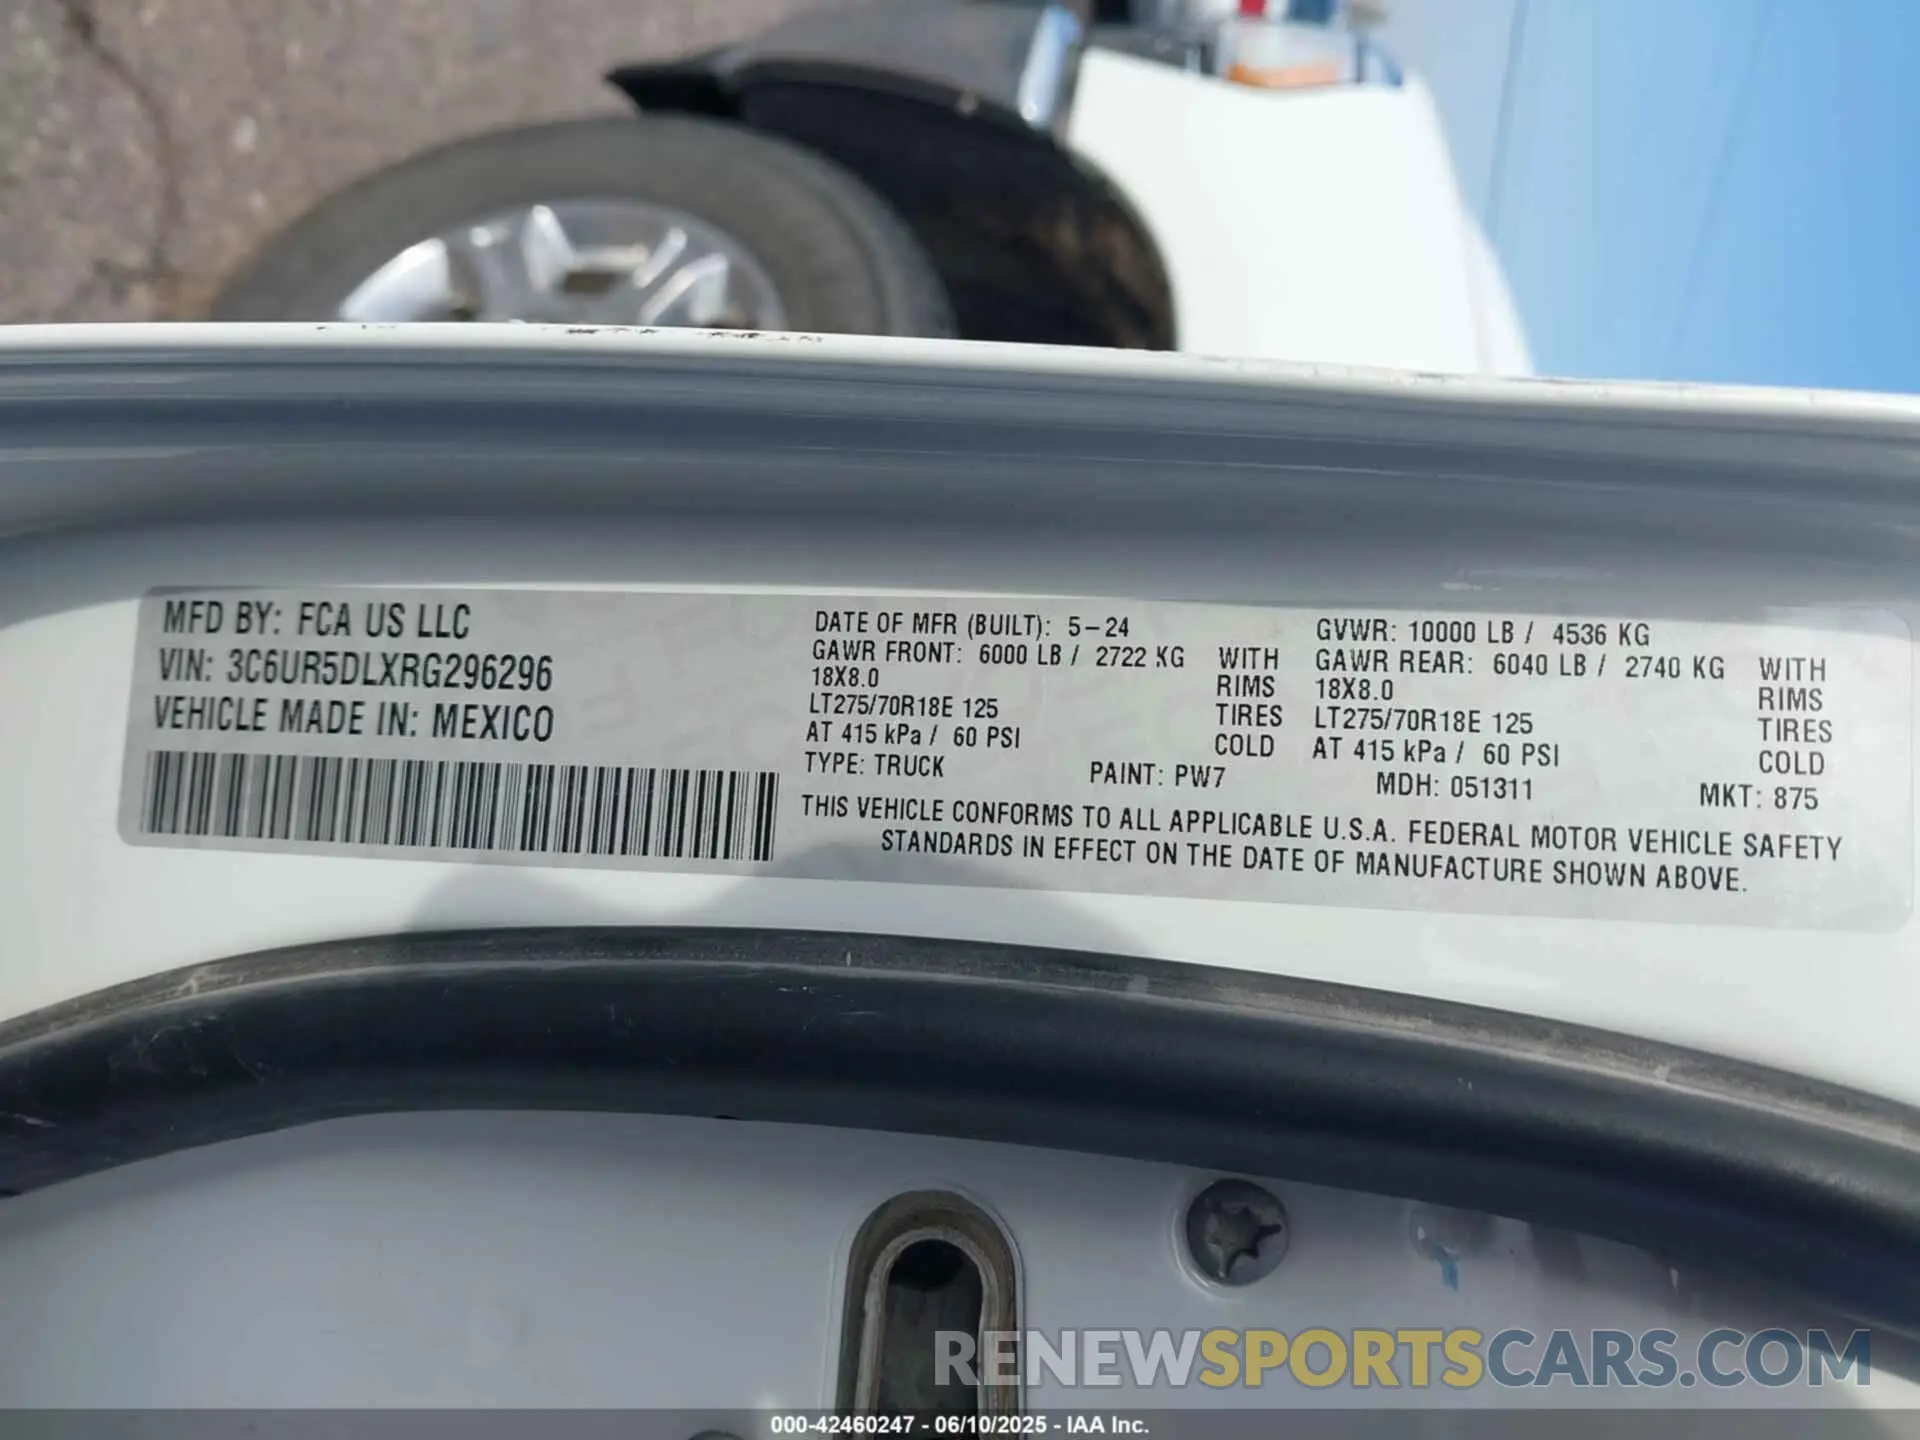 MFD BY: FCA US LLC
VIN: 3C6UR5DLXRG296296
VEHICLE MADE IN: MEXICO
DATE OF MFR (BUILT): 5-24
GVWR: 10000 LB / 4536 KG
GAWR FRONT: 6000 LB / 2722 KG WITH
18X8.0 RIMS
LT275/70R18E 125 TIRES
AT 415 kPa / 60 PSI COLD
GAWR REAR: 6040 LB / 2740 KG WITH
18X8.0 RIMS
LT275/70R18E 125 TIRES
AT 415 kPa / 60 PSI COLD
TYPE: TRUCK PAINT: PW7 MDH: 051311 MKT: 875
THIS VEHICLE CONFORMS TO ALL APPLICABLE U.S.A. FEDERAL MOTOR VEHICLE SAFETY
STANDARDS IN EFFECT ON THE DATE OF MANUFACTURE SHOWN ABOVE.
RENEWSPORTSCARS.COM
000-42460247 - 06/10/2025 - IAA Inc.